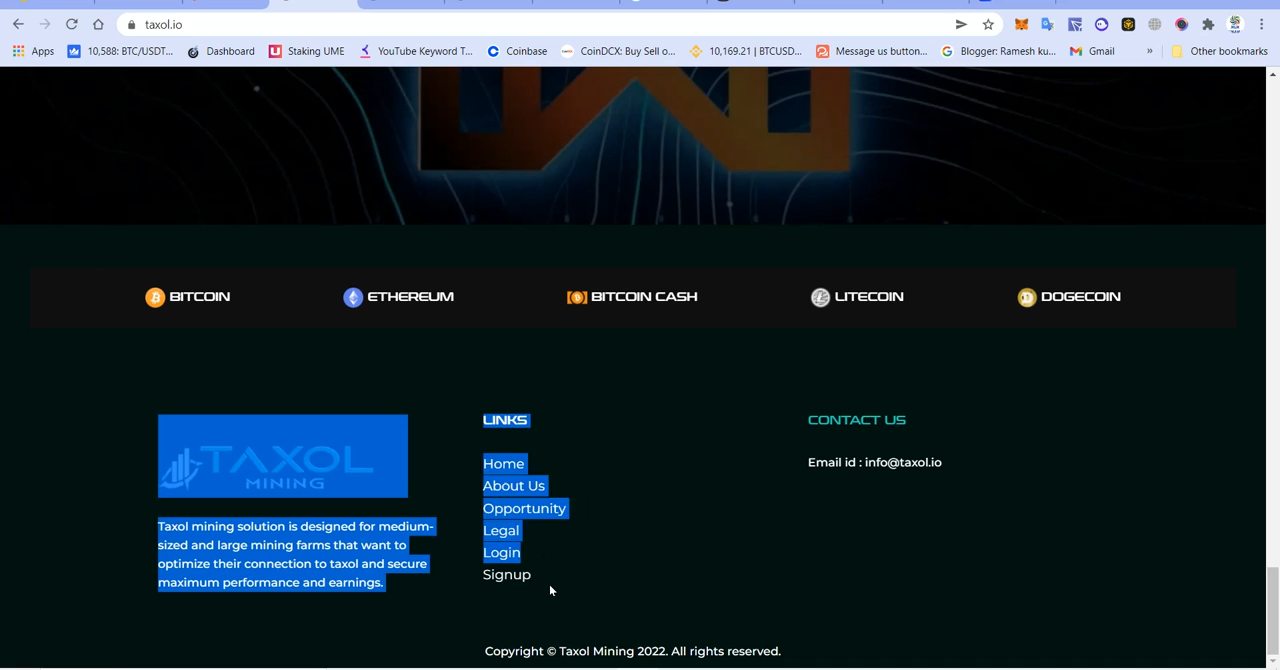 taxol.io
Apps
10,588: BTC/USDT...
Dashboard
Staking UME
YouTube Keyword T...
Coinbase
CoinDCX: Buy Sell o...
10,169.21 | BTCUSD...
Message us button...
Blogger: Ramesh ku...
Gmail
»
Other bookmarks
BITCOIN
ETHEREUM
BITCOIN CASH
LITECOIN
DOGECOIN
TAXOL
MINING
Taxol mining solution is designed for medium-
sized and large mining farms that want to
optimize their connection to taxol and secure
maximum performance and earnings.
LINKS
Home
About Us
Opportunity
Legal
Login
Signup
CONTACT US
Email id : info@taxol.io
Copyright © Taxol Mining 2022. All rights reserved.